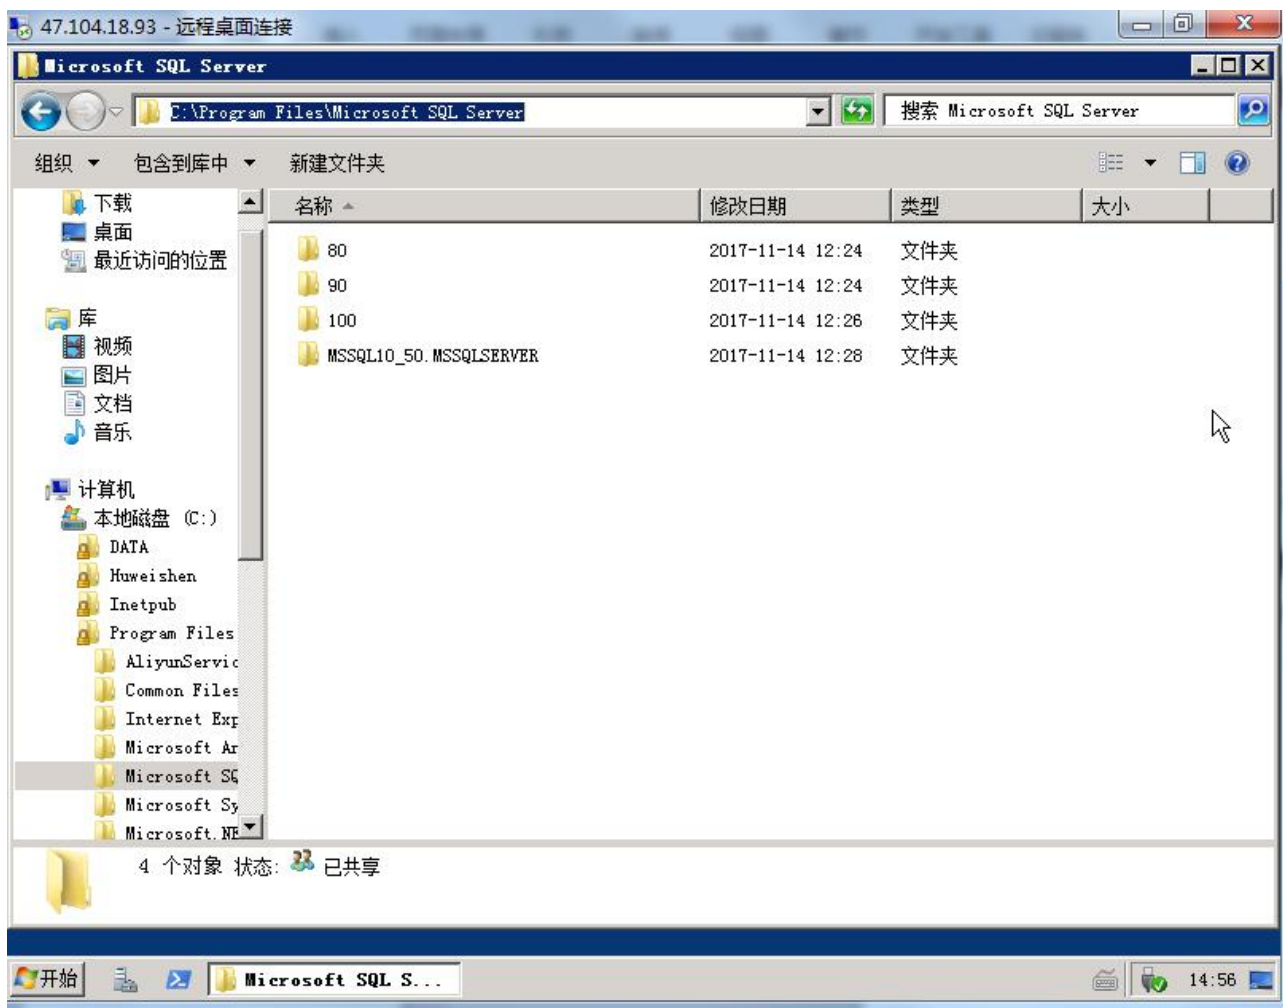 47.104.18.93 - 远程桌面连接
Microsoft SQL Server
C:\Program Files\Microsoft SQL Server
搜索 Microsoft SQL Server
组织 包含到库中 新建文件夹
下载
桌面
最近访问的位置
库
视频
图片
文档
音乐
计算机
本地磁盘 (C:)
DATA
Huweishen
Inetpub
Program Files
AliyunServic
Common Files
Internet Exp
Microsoft An
Microsoft SQ
Microsoft Sy
Microsoft.NE
名称 修改日期 类型 大小
80 2017-11-14 12:24 文件夹
90 2017-11-14 12:24 文件夹
100 2017-11-14 12:26 文件夹
MSSQL10_50.MSSQLSERVER 2017-11-14 12:28 文件夹
4 个对象 状态: 已共享
开始 Microsoft SQL S... 14:56